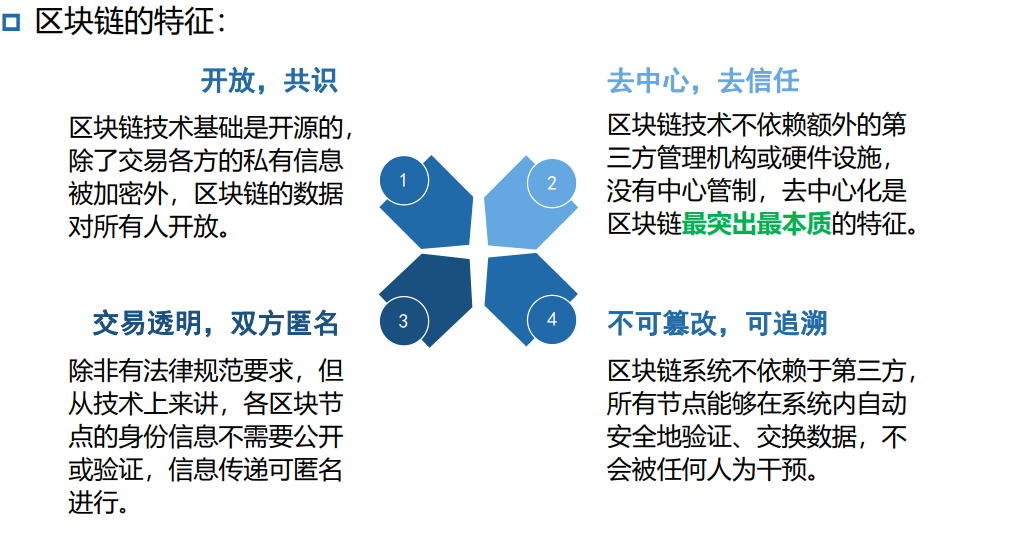 区块链的特征：
开放，共识
区块链技术基础是开源的，
除了交易各方的私有信息
被加密外，区块链的数据
对所有人开放。
1
去中心，去信任
区块链技术不依赖额外的第
三方管理机构或硬件设施，
没有中心管制，去中心化是
区块链最突出最本质的特征。
2
交易透明，双方匿名
除非有法律规范要求，但
从技术上来讲，各区块节
点的身份信息不需要公开
或验证，信息传递可匿名
进行。
3
不可篡改，可追溯
区块链系统不依赖于第三方，
所有节点能够在系统内自动
安全地验证、交换数据，不
会被任何人为干预。
4